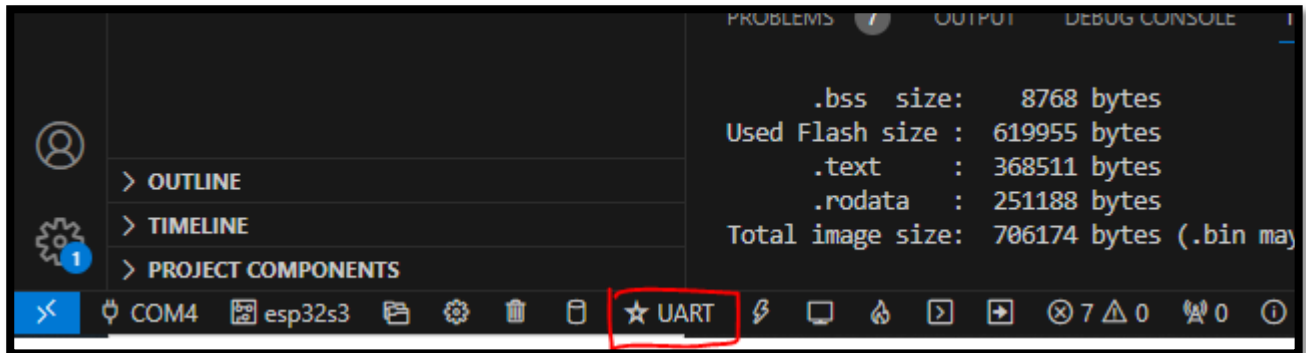 PROBLEMS 7 OUTPUT DEBUG CONSOLE
.bss size: 8768 bytes
Used Flash size : 619955 bytes
.text : 368511 bytes
.rodata : 251188 bytes
Total image size: 706174 bytes (.bin may
> OUTLINE
> TIMELINE
1
> PROJECT COMPONENTS
COM4 esp32s3 UART 7 0 0